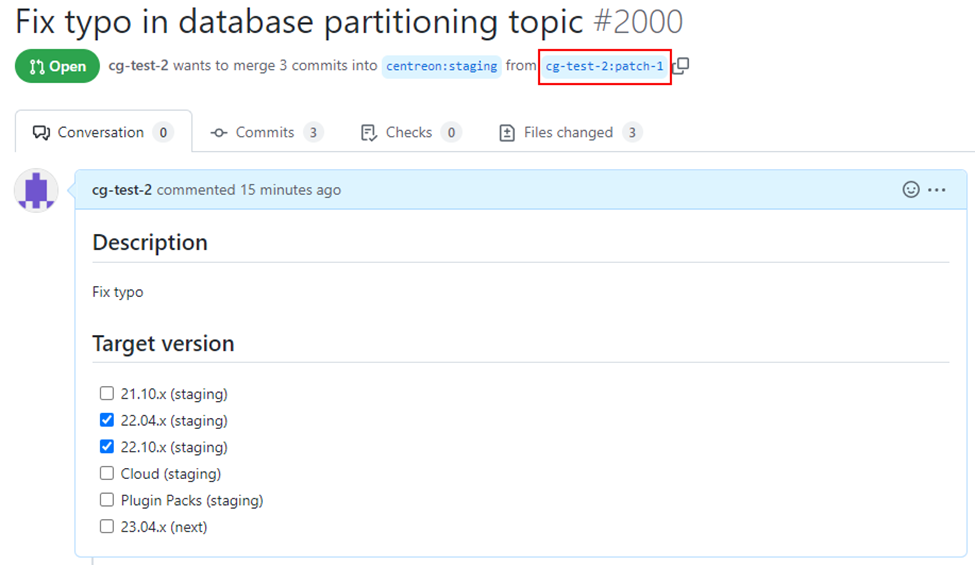 Fix typo in database partitioning topic #2000
Open cg-test-2 wants to merge 3 commits into centreon:staging from cg-test-2:patch-1
Conversation 0 Commits 3 Checks 0 Files changed 3
cg-test-2 commented 15 minutes ago
Description
Fix typo
Target version
21.10.x (staging)
22.04.x (staging)
22.10.x (staging)
Cloud (staging)
Plugin Packs (staging)
23.04.x (next)